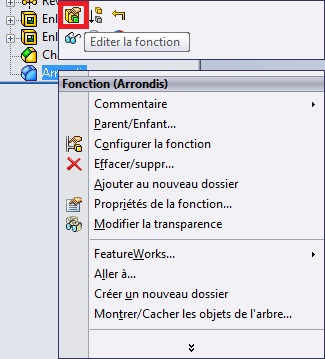 Enl
Enl
Editer la fonction
Ch
Arrondis
Fonction (Arrondis)
Commentaire
Parent/Enfant...
Configurer la fonction
Effacer/suppr...
Ajouter au nouveau dossier
Propriétés de la fonction...
Modifier la transparence
FeatureWorks...
Aller à...
Créer un nouveau dossier
Montrer/Cacher les objets de l'arbre...